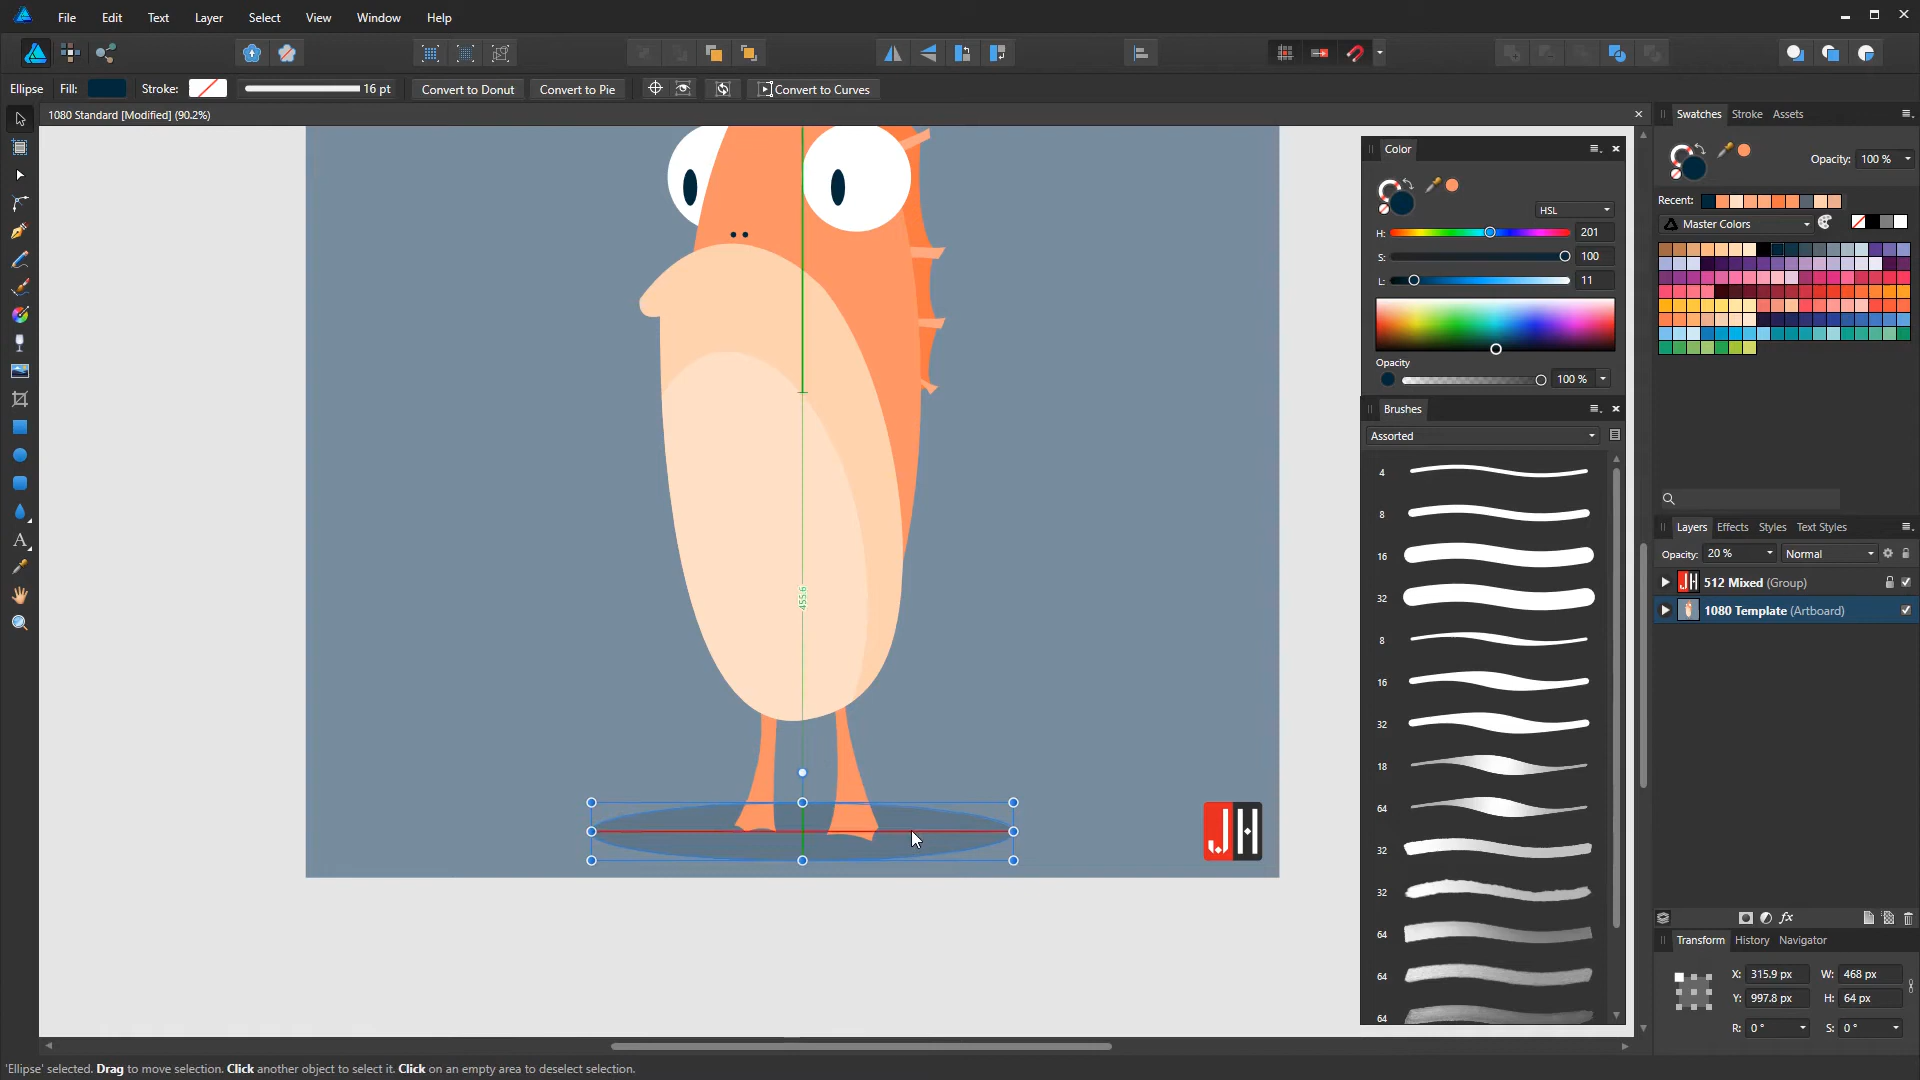 File Edit Text Layer Select View Window Help
Ellipse Fill: Stroke: 16 pt Convert to Donut Convert to Pie Convert to Curves
1080 Standard [Modified] (90.2%)
Swatches Stroke Assets
Opacity: 100 %
Recent:
Master Colors
Color
HSL
H: 201
S: 100
L: 11
Opacity
100 %
Brushes
Assorted
4
8
16
32
8
16
32
18
64
32
32
64
64
64
455.6
JH
Layers Effects Styles Text Styles
Opacity: 20 % Normal
JH 512 Mixed (Group)
1080 Template (Artboard)
fx
Transform History Navigator
X: 315.9 px W: 468 px
Y: 997.8 px H: 64 px
R: 0 ° S: 0 °
'Ellipse' selected. Drag to move selection. Click another object to select it. Click on an empty area to deselect selection.